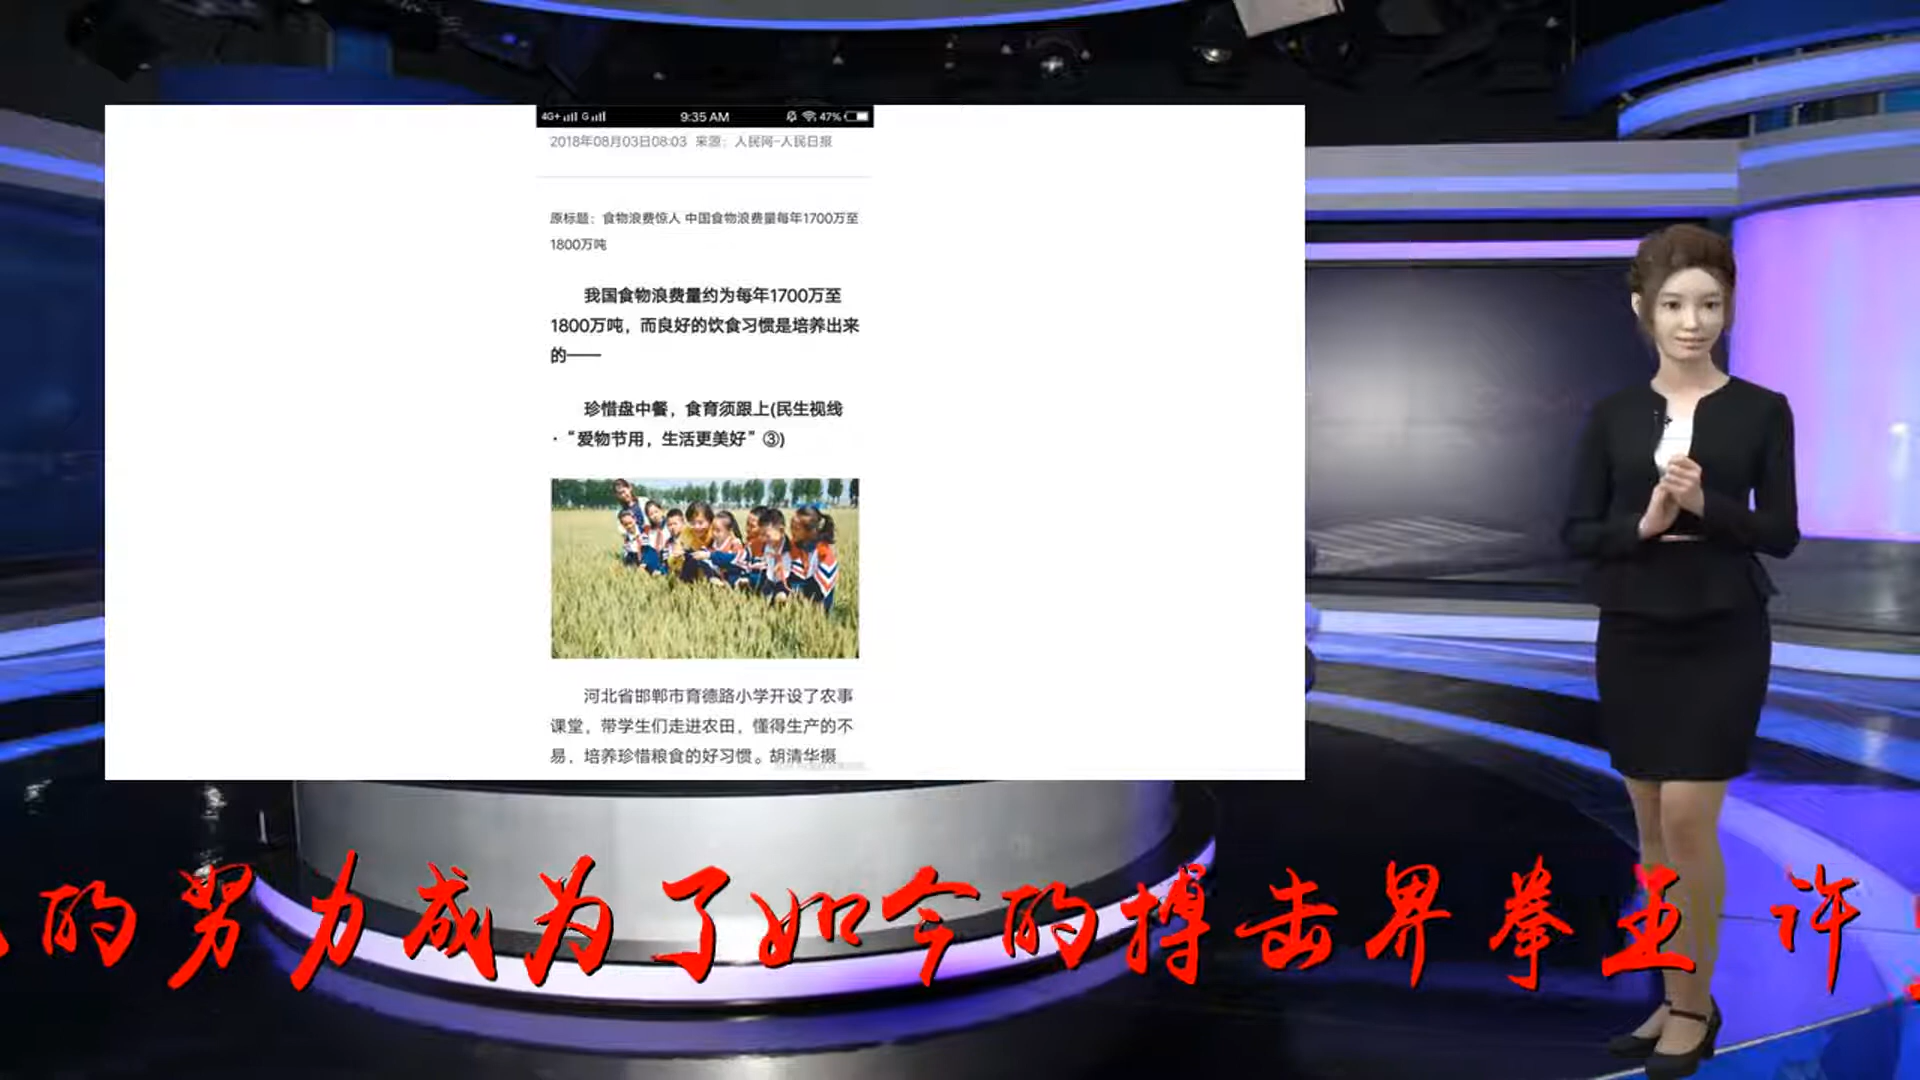 4G+ G 9:35 AM 47%
2018年08月03日08:03 来源：人民网-人民日报
原标题：食物浪费惊人 中国食物浪费量每年1700万至
1800万吨
我国食物浪费量约为每年1700万至
1800万吨，而良好的饮食习惯是培养出来
的——
珍惜盘中餐，食育须跟上(民生视线
·“爱物节用，生活更美好”③)
河北省邯郸市育德路小学开设了农事
课堂，带学生们走进农田，懂得生产的不
易，培养珍惜粮食的好习惯。胡清华摄
的努力成为了如今的搏击界拳王 许